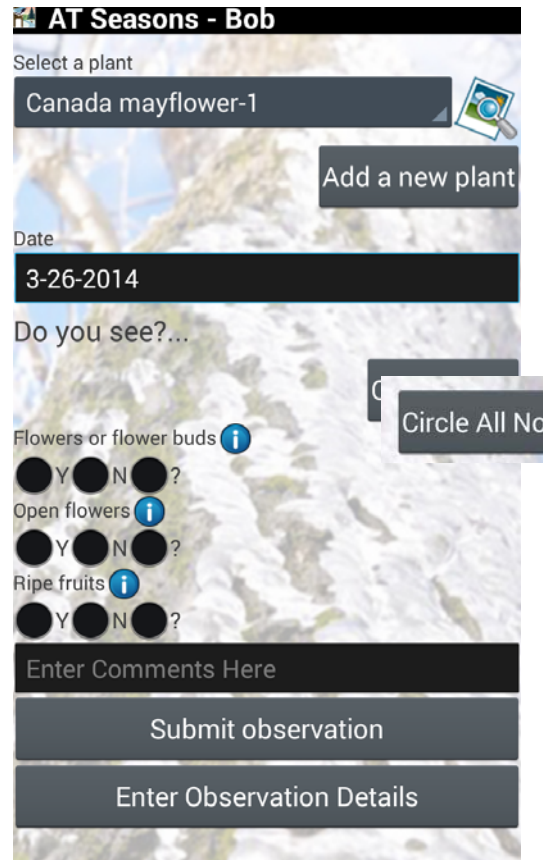 AT Seasons - Bob
Select a plant
Canada mayflower-1
Add a new plant
Date
3-26-2014
Do you see?...
Circle All
Flowers or flower buds i
Y N ?
Open flowers i
Y N ?
Ripe fruits i
Y N ?
Enter Comments Here
Submit observation
Enter Observation Details